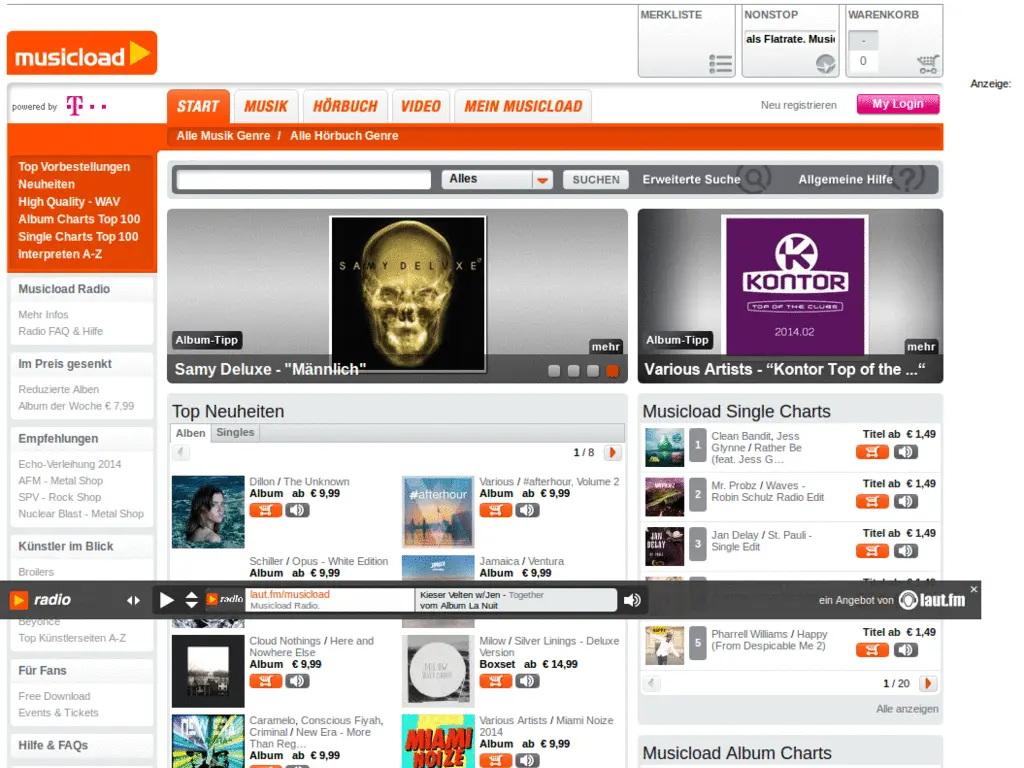 MERKLISTE
NONSTOP
als Flatrate. Music
WARENKORB
-
0
musicload
Anzeige:
powered by T
START
MUSIK
HÖRBUCH
VIDEO
MEIN MUSICLOAD
Neu registrieren
My Login
Alle Musik Genre / Alle Hörbuch Genre
Top Vorbestellungen
Neuheiten
High Quality - WAV
Album Charts Top 100
Single Charts Top 100
Interpreten A-Z
Alles
SUCHEN
Erweiterte Suche
Allgemeine Hilfe
?
SAMY DELUXE
Album-Tipp
mehr
Samy Deluxe - "Männlich"
K
KONTOR
TOP OF THE CLUBS
2014.02
Album-Tipp
mehr
Various Artists - “Kontor Top of the ...“
Musicload Radio
Mehr Infos
Radio FAQ & Hilfe
Im Preis gesenkt
Reduzierte Alben
Album der Woche € 7,99
Empfehlungen
Echo-Verleihung 2014
AFM - Metal Shop
SPV - Rock Shop
Nuclear Blast - Metal Shop
Künstler im Blick
Broilers
Beyonce
Top Künstlerseiten A-Z
Für Fans
Free Download
Events & Tickets
Hilfe & FAQs
Top Neuheiten
Alben
Singles
1 / 8
Dillon / The Unknown
Album ab € 9,99
#afterhour
Various / #afterhour, Volume 2
Album ab € 9,99
Schiller / Opus - White Edition
Album ab € 9,99
Jamaica / Ventura
Album € 9,99
radio
radio
laut.fm/musicload
Musicload Radio.
Kieser Velten w/Jen - Together
vom Album La Nuit
ein Angebot von
laut.fm
×
Cloud Nothings / Here and
Nowhere Else
Album € 9,99
Milow / Silver Linings - Deluxe
Version
Boxset ab € 14,99
Caramelo, Conscious Fiyah,
Criminal / New Era - More
Than Reg…
Album ab € 9,99
MIAMI
NOIZE
Various Artists / Miami Noize
2014
Album ab € 9,99
Musicload Single Charts
1
Clean Bandit, Jess
Glynne / Rather Be
(feat. Jess G…
Titel ab € 1,49
2
Mr. Probz / Waves -
Robin Schulz Radio Edit
Titel ab € 1,49
JAN
DELAY
3
Jan Delay / St. Pauli -
Single Edit
Titel ab € 1,49
5
Pharrell Williams / Happy
(From Despicable Me 2)
Titel ab € 1,49
1 / 20
Alle anzeigen
Musicload Album Charts